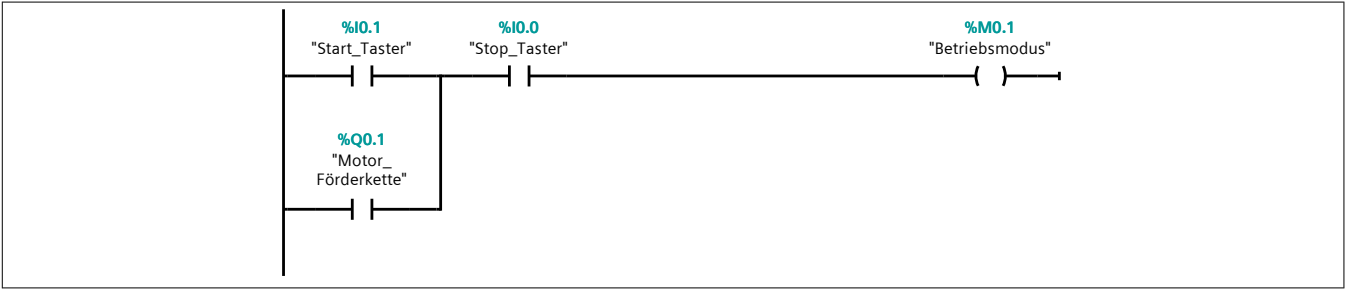 %I0.1
"Start_Taster"
%I0.0
"Stop_Taster"
%M0.1
"Betriebsmodus"
%Q0.1
"Motor_
Förderkette"